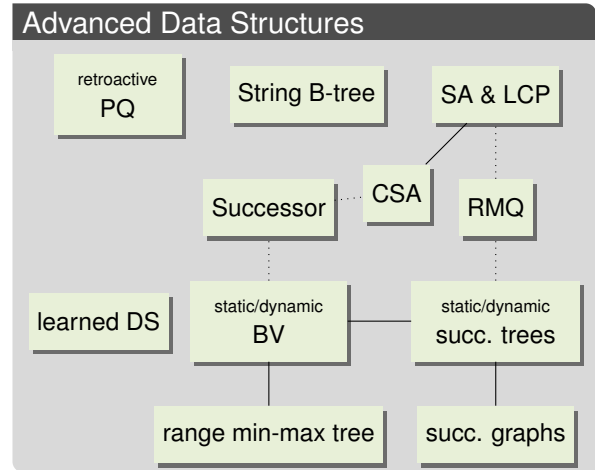 Advanced Data Structures
retroactive
PQ
String B-tree
SA & LCP
Successor
CSA
RMQ
learned DS
static/dynamic
BV
static/dynamic
succ. trees
range min-max tree
succ. graphs